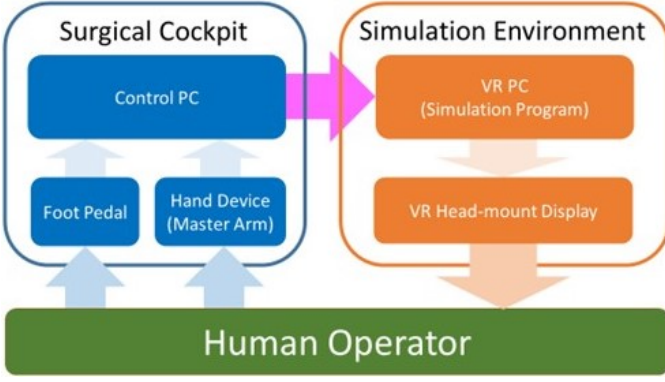 Surgical Cockpit
Simulation Environment
Control PC
VR PC
(Simulation Program)
Foot Pedal
Hand Device
(Master Arm)
VR Head-mount Display
Human Operator